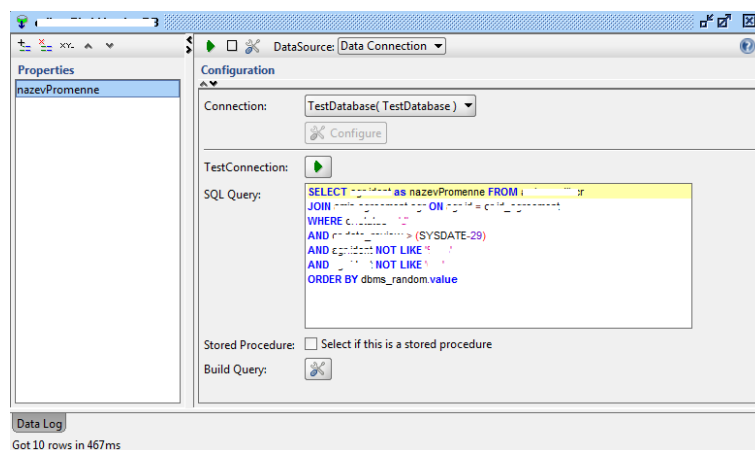 DataSource: Data Connection
Properties
Configuration
nazevPromenne
Connection: TestDatabase( TestDatabase )
Configure
TestConnection:
SQL Query:
SELECT as nazevPromenne FROM
JOIN ON
WHERE
AND > (SYSDATE-29)
AND NOT LIKE
AND NOT LIKE
ORDER BY dbms_random.value
Stored Procedure: Select if this is a stored procedure
Build Query:
Data Log
Got 10 rows in 467ms